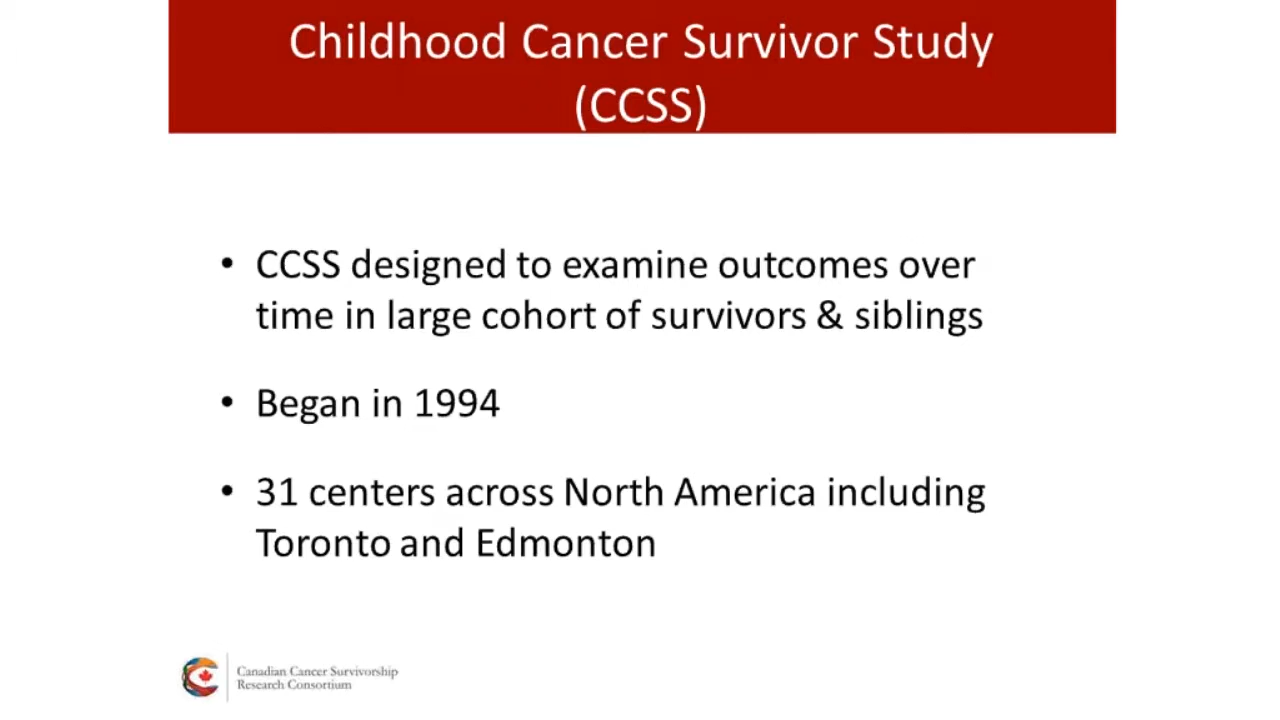 Childhood Cancer Survivor Study
(CCSS)
• CCSS designed to examine outcomes over
time in large cohort of survivors & siblings
• Began in 1994
• 31 centers across North America including
Toronto and Edmonton
Canadian Cancer Survivorship
Research Consortium